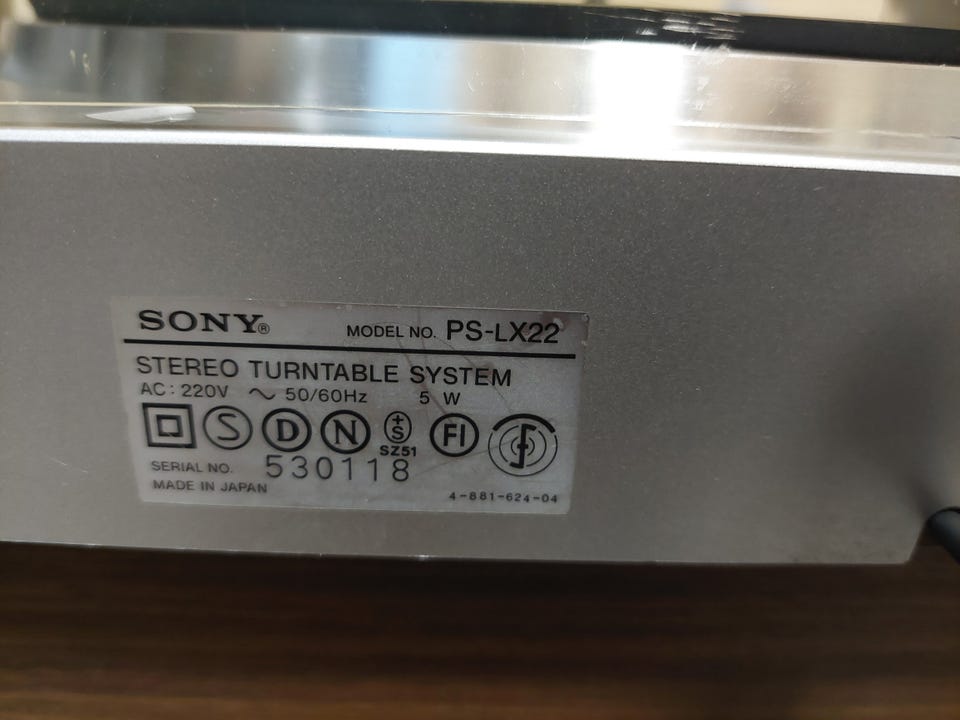 SONY® MODEL NO. PS-LX22
STEREO TURNTABLE SYSTEM
AC: 220V ~ 50/60Hz 5 W
S D N +S FI
SZ51
SERIAL NO. 530118
MADE IN JAPAN 4-881-624-04